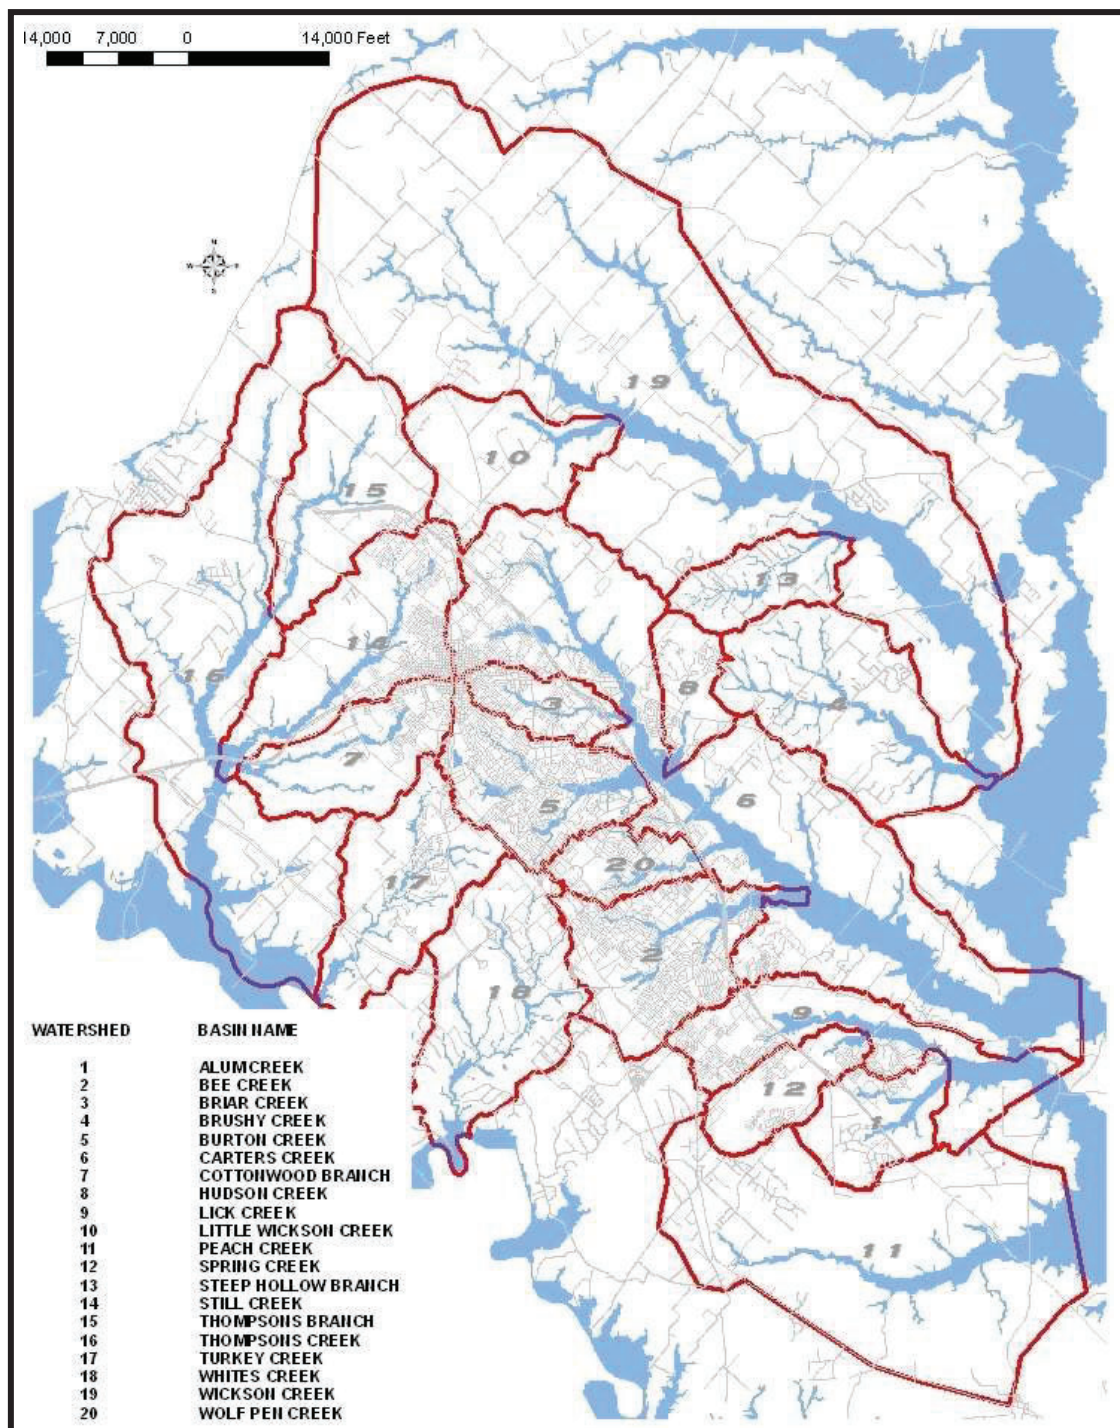 14,000 7,000 0 14,000 Feet
N
W E
S
19
10
15
13
14
16
8
3
4
7
6
5
20
17
2
18
9
12
1
11
WATERSHED BASIN NAME
1 ALUM CREEK
2 BEE CREEK
3 BRIAR CREEK
4 BRUSHY CREEK
5 BURTON CREEK
6 CARTERS CREEK
7 COTTONWOOD BRANCH
8 HUDSON CREEK
9 LICK CREEK
10 LITTLE WICKSON CREEK
11 PEACH CREEK
12 SPRING CREEK
13 STEEP HOLLOW BRANCH
14 STILL CREEK
15 THOMPSONS BRANCH
16 THOMPSONS CREEK
17 TURKEY CREEK
18 WHITES CREEK
19 WICKSON CREEK
20 WOLF PEN CREEK